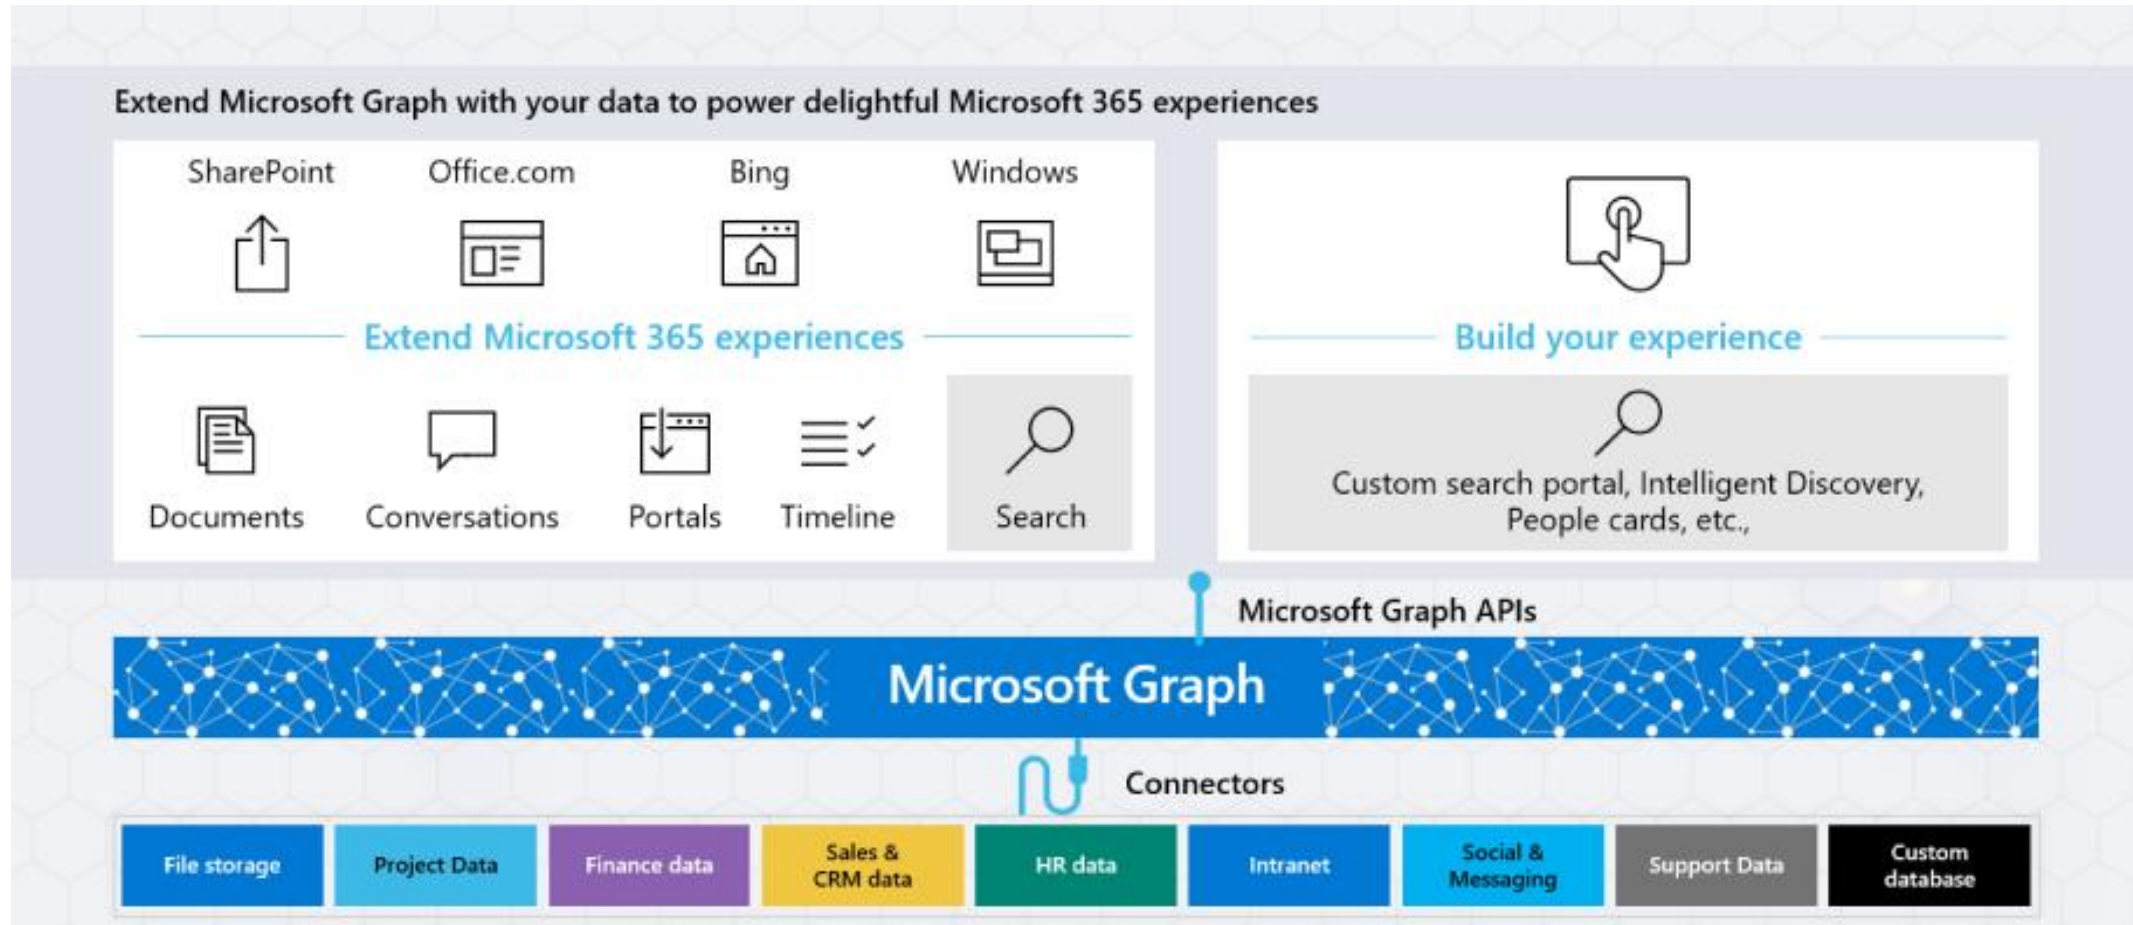 Extend Microsoft Graph with your data to power delightful Microsoft 365 experiences
SharePoint
Office.com
Bing
Windows
Extend Microsoft 365 experiences
Documents
Conversations
Portals
Timeline
Search
Build your experience
Custom search portal, Intelligent Discovery,
People cards, etc.,
Microsoft Graph APIs
Microsoft Graph
Connectors
File storage
Project Data
Finance data
Sales &
CRM data
HR data
Intranet
Social &
Messaging
Support Data
Custom
database